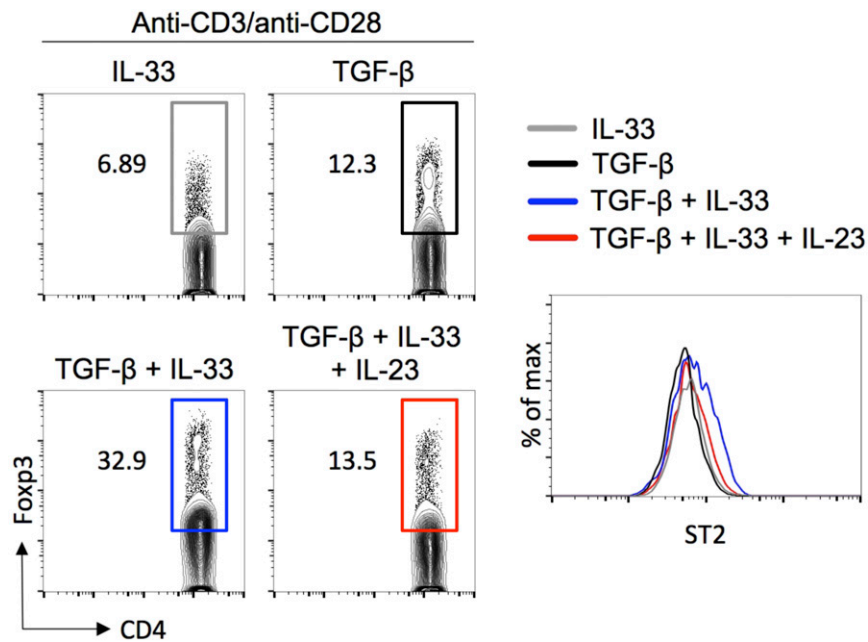 Anti-CD3/anti-CD28
IL-33
TGF-β
6.89
12.3
TGF-β + IL-33
TGF-β + IL-33
+ IL-23
32.9
13.5
Foxp3
CD4
IL-33
TGF-β
TGF-β + IL-33
TGF-β + IL-33 + IL-23
% of max
ST2